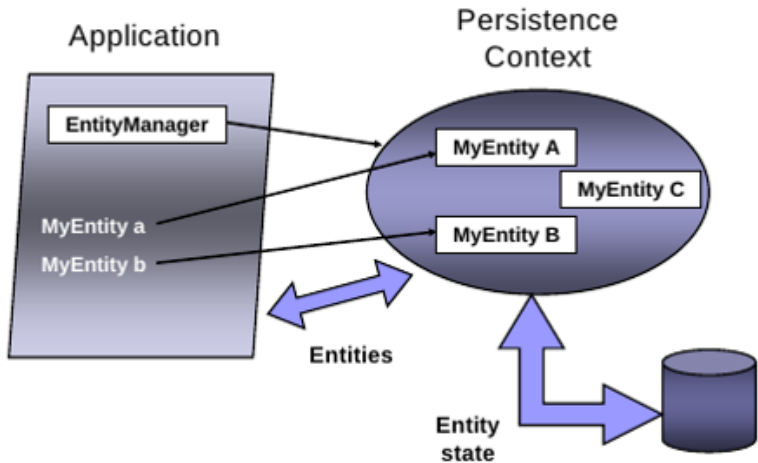 Application
Persistence
Context
EntityManager
MyEntity A
MyEntity C
MyEntity a
MyEntity B
MyEntity b
Entities
Entity
state